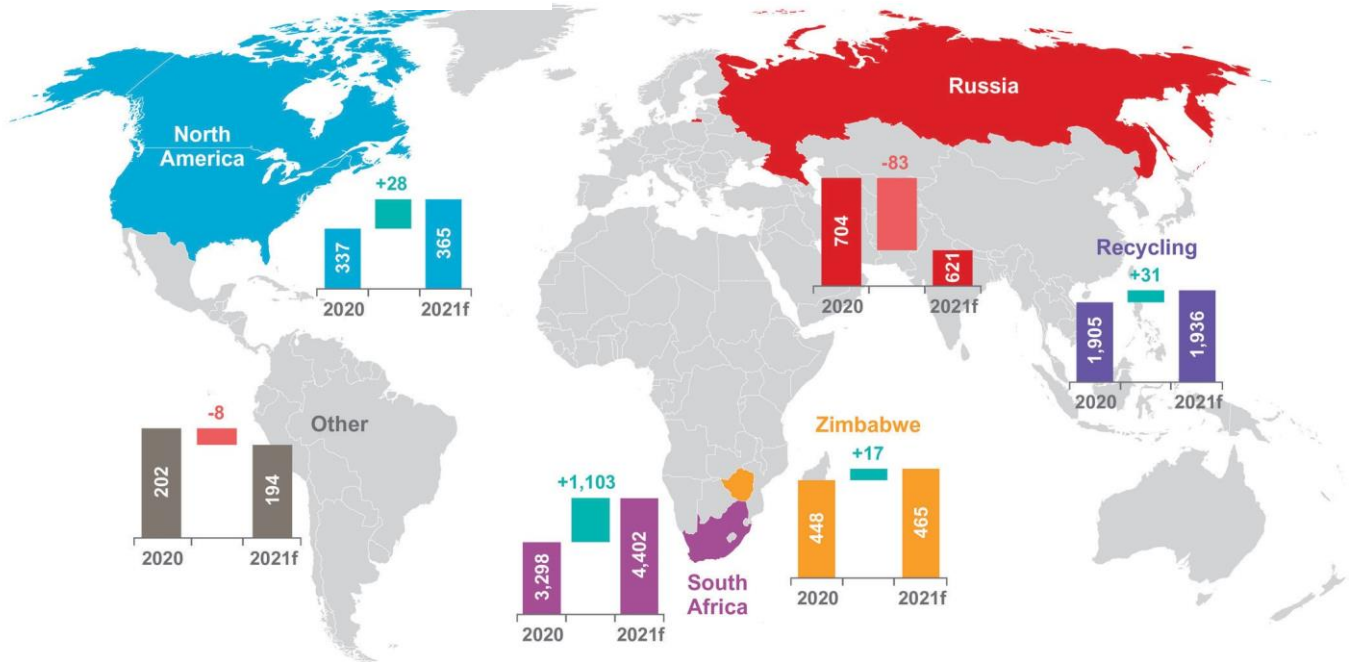 North
America
+28
337
365
2020
2021f
Russia
-83
704
621
2020
2021f
Recycling
+31
1,905
1,936
2020
2021f
Other
-8
202
194
2020
2021f
+1,103
3,298
4,402
2020
2021f
South
Africa
Zimbabwe
+17
448
465
2020
2021f